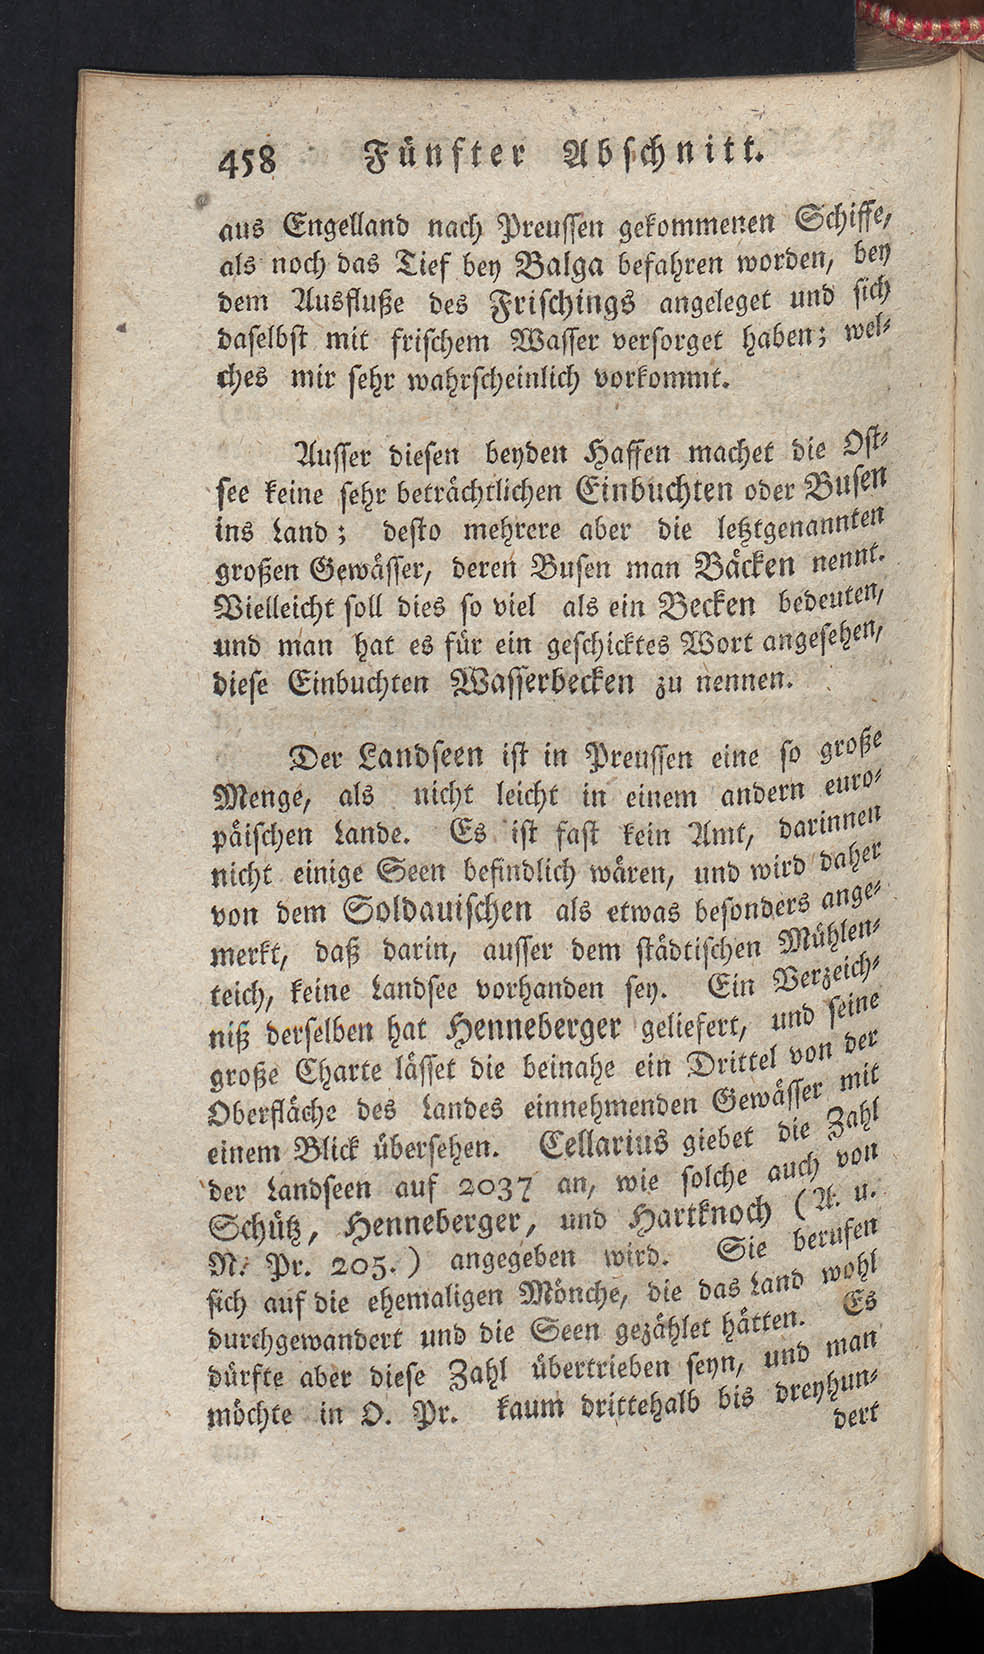 458 Fünfter Abschnitt.
aus Engelland nach Preussen gekommenen Schiffe,
als noch das Tief bey Balga befahren worden, bey
dem Ausfluße des Frischings angeleget und sich
daselbst mit frischem Wasser versorget haben; wel-
ches mir sehr wahrscheinlich vorkommt.
Ausser diesen beyden Haffen machet die Ost-
see keine sehr beträchtlichen Einbuchten oder Busen
ins Land; desto mehrere aber die letztgenannten
großen Gewässer, deren Busen man Bäcken nennt.
Vielleicht soll dies so viel als ein Becken bedeuten,
und man hat es für ein geschicktes Wort angesehen,
diese Einbuchten Wasserbecken zu nennen.
Der Landseen ist in Preussen eine so große
Menge, als nicht leicht in einem andern euro-
päischen Lande. Es ist fast kein Amt, darinnen
nicht einige Seen befindlich wären, und wird daher
von dem Soldauischen als etwas besonders ange-
merkt, daß darin, ausser dem städtischen Mühlen-
teich, keine Landsee vorhanden sey. Ein Verzeich-
niß derselben hat Henneberger geliefert, und seine
große Charte lässet die beinahe ein Drittel von der
Oberfläche des Landes einnehmenden Gewässer mit
einem Blick übersehen. Cellarius giebet die Zahl
der Landseen auf 2037 an, wie solche auch von
Schütz, Henneberger, und Hartknoch (A. u.
N. Pr. 205.) angegeben wird. Sie berufen
sich auf die ehemaligen Mönche, die das Land wohl
durchgewandert und die Seen gezählet hätten. Es
dürfte aber diese Zahl übertrieben seyn, und man
möchte in O. Pr. kaum drittehalb bis dreyhun-
dert